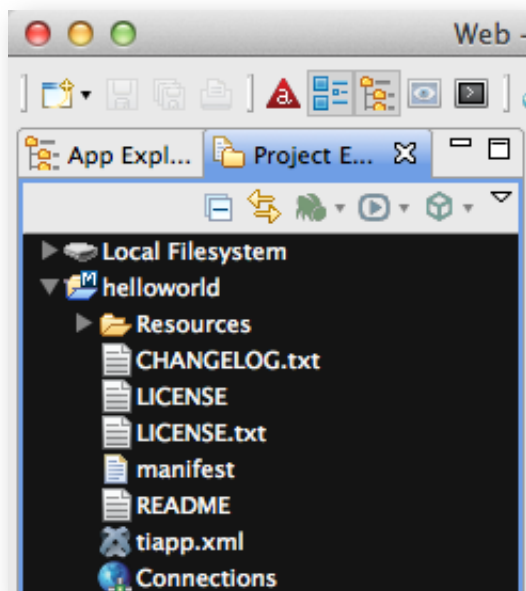 Web -
App Expl... Project E...
Local Filesystem
helloworld
Resources
CHANGELOG.txt
LICENSE
LICENSE.txt
manifest
README
tiapp.xml
Connections